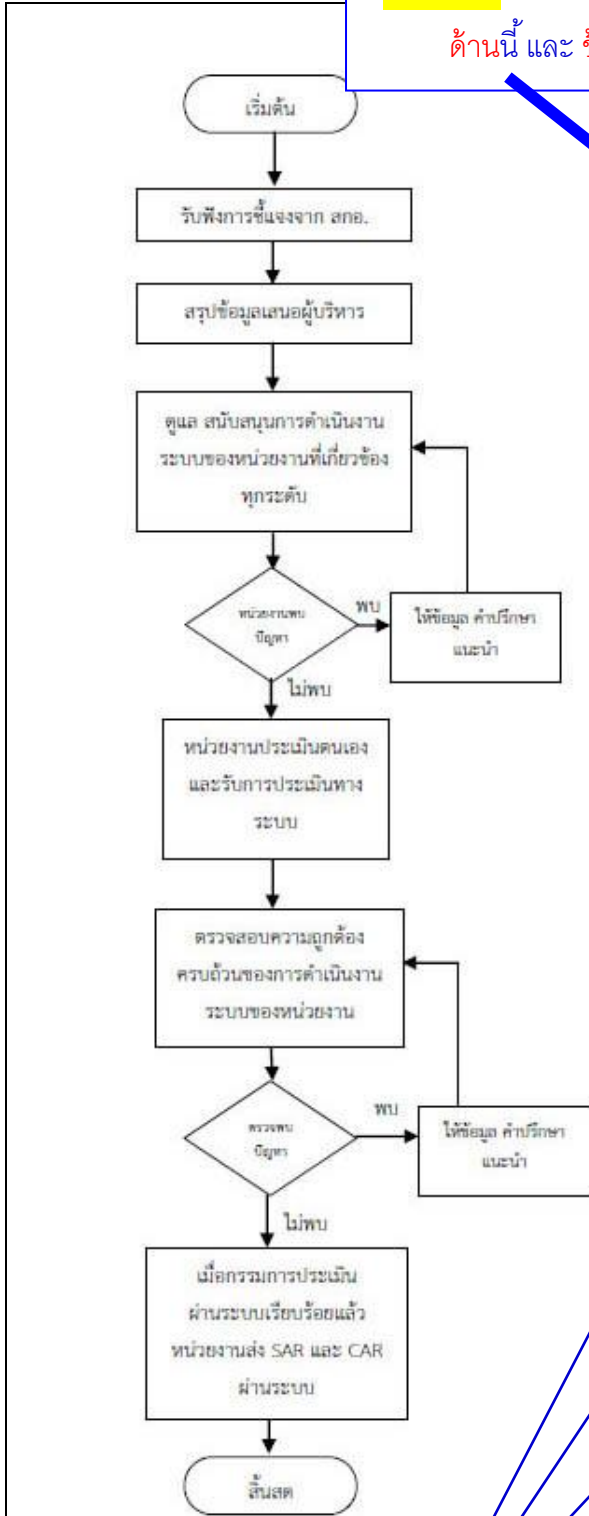 ด้านนี้ และ
เริ่มต้น
รับฟังการชี้แจงจาก สกอ.
สรุปข้อมูลเสนอผู้บริหาร
ดูแล สนับสนุนการดำเนินงาน
ระบบของหน่วยงานที่เกี่ยวข้อง
ทุกระดับ
หน่วยงานพบ
ปัญหา
พบ
ให้ข้อมูล คำปรึกษา
แนะนำ
ไม่พบ
หน่วยงานประเมินตนเอง
และรับการประเมินทาง
ระบบ
ตรวจสอบความถูกต้อง
ครบถ้วนของการดำเนินงาน
ระบบของหน่วยงาน
ตรวจพบ
ปัญหา
พบ
ให้ข้อมูล คำปรึกษา
แนะนำ
ไม่พบ
เมื่อกรรมการประเมิน
ผ่านระบบเรียบร้อยแล้ว
หน่วยงานส่ง SAR และ CAR
ผ่านระบบ
สิ้นสุด